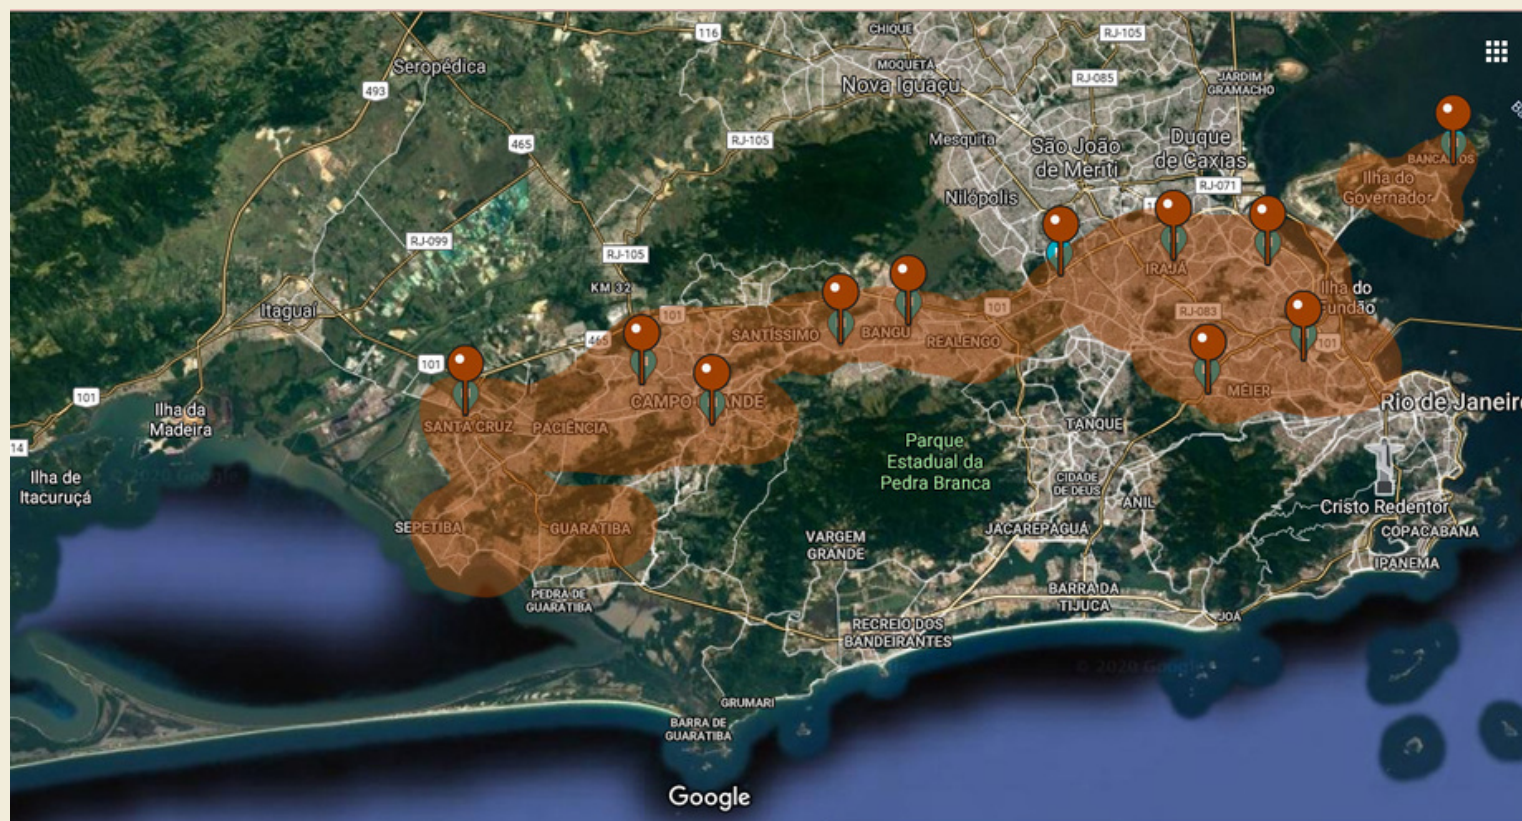 CHIQUE
116
RJ-105
Seropédica
MOQUETÁ
Nova Iguaçu
RJ-085
JARDIM
GRAMACHO
493
465
RJ-105
Mesquita
São João
de Meriti
Duque
de Caxias
RJ-071
Nilópolis
Ilha do
Governador
RJ-099
RJ-105
IRAJÁ
KM 32
Itaguaí
101
101
RJ-083
Ilha do
Fundão
465
SANTÍSSIMO
BANGU
REALENGO
101
101
101
MÉIER
Ilha da
Madeira
SANTA CRUZ
PACIÊNCIA
TANQUE
Rio de Janeiro
14
Ilha de
Itacuruçá
Parque
Estadual da
Pedra Branca
CIDADE
DE DEUS
ANIL
Cristo Redentor
SEPETIBA
GUARATIBA
VARGEM
GRANDE
JACAREPAGUÁ
COPACABANA
IPANEMA
PEDRA DE
GUARATIBA
BARRA DA
TIJUCA
JOÁ
RECREIO DOS
BANDEIRANTES
© 2020 Google
GRUMARI
BARRA DE
GUARATIBA
Google